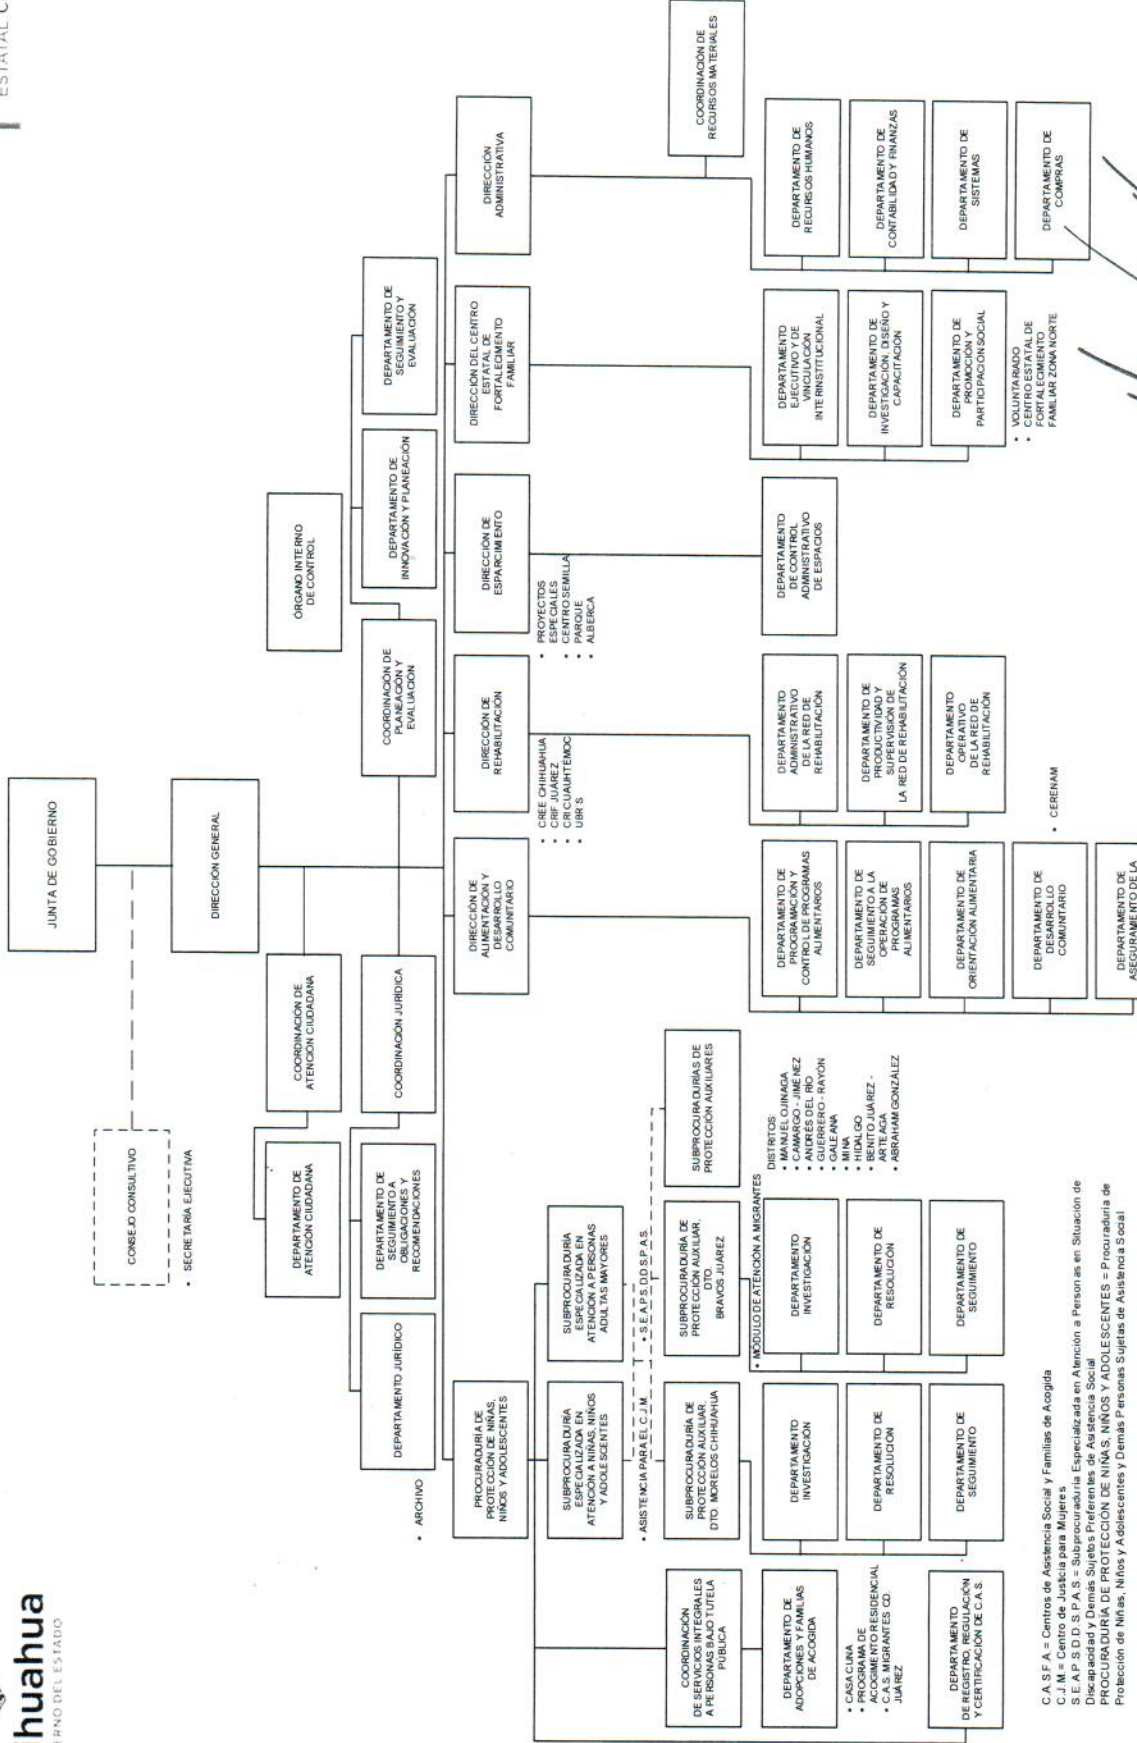 huahua
ESTATAL C
JUNTA DE GOBIERNO
CONSEJO CONSULTIVO
• SECRETARÍA EJECUTIVA
DIRECCIÓN GENERAL
ÓRGANO INTERNO
DE CONTROL
COORDINACIÓN DE
ATENCIÓN CIUDADANA
DEPARTAMENTO DE
ATENCIÓN CIUDADANA
COORDINACIÓN JURÍDICA
DEPARTAMENTO DE
SEGUIMIENTO A
OBLIGACIONES Y
RECOMENDACIONES
DEPARTAMENTO JURÍDICO
• ARCHIVO
COORDINACIÓN DE
PLANEACIÓN Y
EVALUACIÓN
DEPARTAMENTO DE
INNOVACIÓN Y PLANEACIÓN
DEPARTAMENTO DE
SEGUIMIENTO Y
EVALUACIÓN
PROCURADURÍA DE
PROTECCIÓN DE NIÑAS,
NIÑOS Y ADOLESCENTES
SUBPROCURADURÍA
ESPECIALIZADA EN
ATENCIÓN A NIÑAS, NIÑOS
Y ADOLESCENTES
• ASISTENCIA PARA EL C.J.M.
SUBPROCURADURÍA
ESPECIALIZADA EN
ATENCIÓN A PERSONAS
ADULTAS MAYORES
• S.E.A.P.S.D.D.S.P.A.S.
COORDINACIÓN
DE SERVICIOS INTEGRALES
A PERSONAS BAJO TUTELA
PÚBLICA
DEPARTAMENTO DE
ADOPCIONES Y FAMILIAS
DE ACOGIDA
• CASA CUNA
• PROGRAMA DE
ACOGIMIENTO RESIDENCIAL
• C.A.S. MIGRANTES CD.
JUÁREZ
DEPARTAMENTO
DE REGISTRO, REGULACIÓN
Y CERTIFICACIÓN DE C.A.S.
SUBPROCURADURÍA DE
PROTECCIÓN AUXILIAR,
DTO. MORELOS CHIHUAHUA
DEPARTAMENTO
INVESTIGACIÓN
DEPARTAMENTO DE
RESOLUCIÓN
DEPARTAMENTO DE
SEGUIMIENTO
SUBPROCURADURÍA DE
PROTECCIÓN AUXILIAR,
DTO.
BRAVOS JUÁREZ
• MÓDULO DE ATENCIÓN A MIGRANTES
DEPARTAMENTO
INVESTIGACIÓN
DEPARTAMENTO DE
RESOLUCIÓN
DEPARTAMENTO DE
SEGUIMIENTO
SUBPROCURADURÍAS DE
PROTECCIÓN AUXILIARES
DISTRITOS:
• MANUEL OJINAGA
• CAMARGO - JIMÉNEZ
• ANDRÉS DEL RÍO
• GUERRERO - RAYÓN
• GALEANA
• MINA
• HIDALGO
• BENITO JUÁREZ -
ARTEAGA
• ABRAHAM GONZÁLEZ
DIRECCIÓN DE
ALIMENTACIÓN Y
DESARROLLO
COMUNITARIO
DEPARTAMENTO DE
PROGRAMACIÓN Y
CONTROL DE PROGRAMAS
ALIMENTARIOS
DEPARTAMENTO DE
SEGUIMIENTO A LA
OPERACIÓN DE
PROGRAMAS
ALIMENTARIOS
DEPARTAMENTO DE
ORIENTACIÓN ALIMENTARIA
DEPARTAMENTO DE
DESARROLLO
COMUNITARIO
• CERENAM
DEPARTAMENTO DE
ASEGURAMIENTO DE LA
DIRECCIÓN DE
REHABILITACIÓN
• CREE CHIHUAHUA
• CRIF JUÁREZ
• CRI CUAUHTÉMOC
• UBR'S
DEPARTAMENTO
ADMINISTRATIVO
DE LA RED DE
REHABILITACIÓN
DEPARTAMENTO DE
PRODUCTIVIDAD Y
SUPERVISIÓN DE
LA RED DE REHABILITACIÓN
DEPARTAMENTO
OPERATIVO
DE LA RED DE
REHABILITACIÓN
DIRECCIÓN DE
ESPARCIMIENTO
• PROYECTOS
ESPECIALES
• CENTRO SEMILLA
• PARQUE
• ALBERCA
DEPARTAMENTO
DE CONTROL
ADMINISTRATIVO
DE ESPACIOS
DIRECCIÓN DEL CENTRO
ESTATAL DE
FORTALECIMIENTO
FAMILIAR
DEPARTAMENTO
EJECUTIVO Y DE
VINCULACIÓN
INTERINSTITUCIONAL
DEPARTAMENTO DE
INVESTIGACIÓN, DISEÑO Y
CAPACITACIÓN
DEPARTAMENTO DE
PROMOCIÓN Y
PARTICIPACIÓN SOCIAL
• VOLUNTARIADO
• CENTRO ESTATAL DE
FORTALECIMIENTO
FAMILIAR ZONA NORTE
DIRECCIÓN
ADMINISTRATIVA
COORDINACIÓN DE
RECURSOS MATERIALES
DEPARTAMENTO DE
RECURSOS HUMANOS
DEPARTAMENTO DE
CONTABILIDAD Y FINANZAS
DEPARTAMENTO DE
SISTEMAS
DEPARTAMENTO DE
COMPRAS
C.A.S.F.A = Centros de Asistencia Social y Familias de Acogida
C.J.M.= Centro de Justicia para Mujeres
S.E.A.P.S.D.D.S.P.A.S = Subprocuraduría Especializada en Atención a Personas en Situación de
Discapacidad y Demás Sujetos Preferentes de Asistencia Social
PROCURADURÍA DE PROTECCIÓN DE NIÑAS, NIÑOS Y ADOLESCENTES = Procuraduría de
Protección de Niñas, Niños y Adolescentes y Demás Personas Sujetas de Asistencia Social